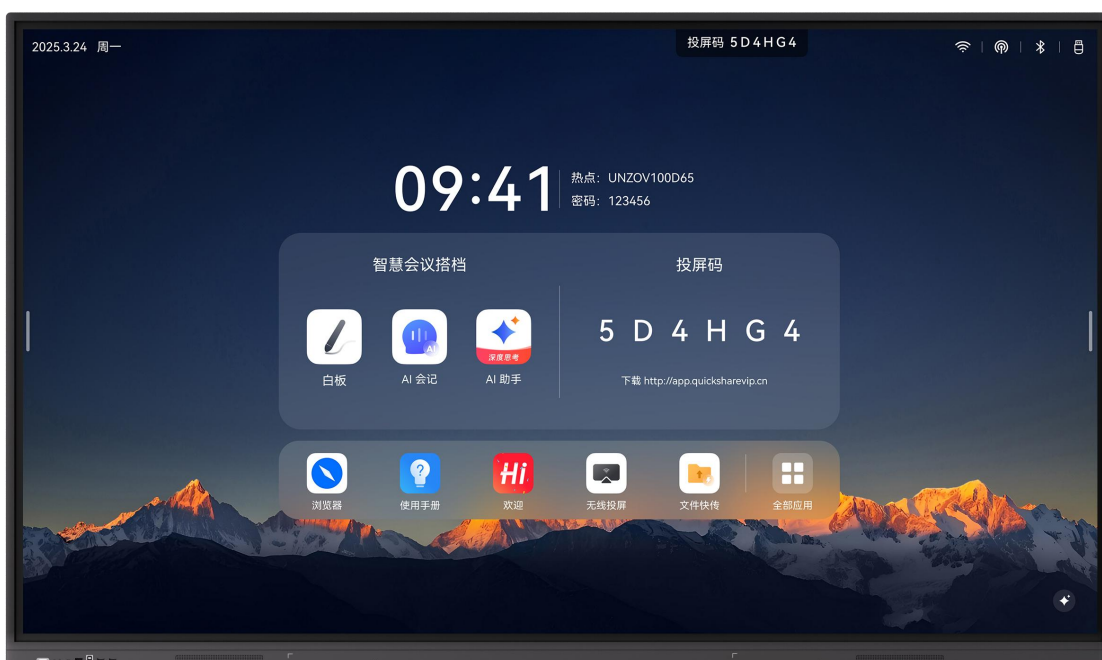 2025.3.24 周一
投屏码 5D4HG4
09:41
热点: UNZOV100D65
密码: 123456
智慧会议搭档
投屏码
5 D 4 H G 4
深度思考
AI
白板
AI 会记
AI 助手
下载 http://app.quicksharevip.cn
?
Hi
浏览器
使用手册
欢迎
无线投屏
文件快传
全部应用